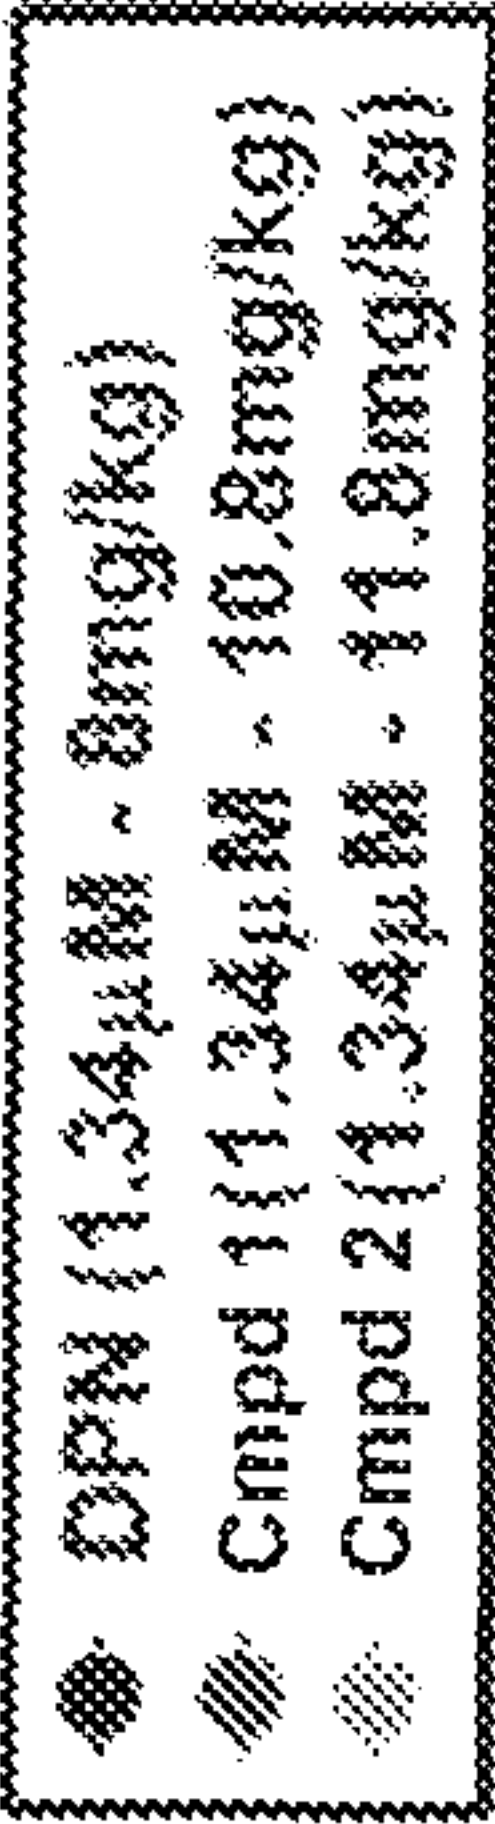 DPN (1.34µM - 8mg/kg)
Cmpd 1 (1.34µM - 10.8mg/kg)
Cmpd 2 (1.34µM - 11.8mg/kg)